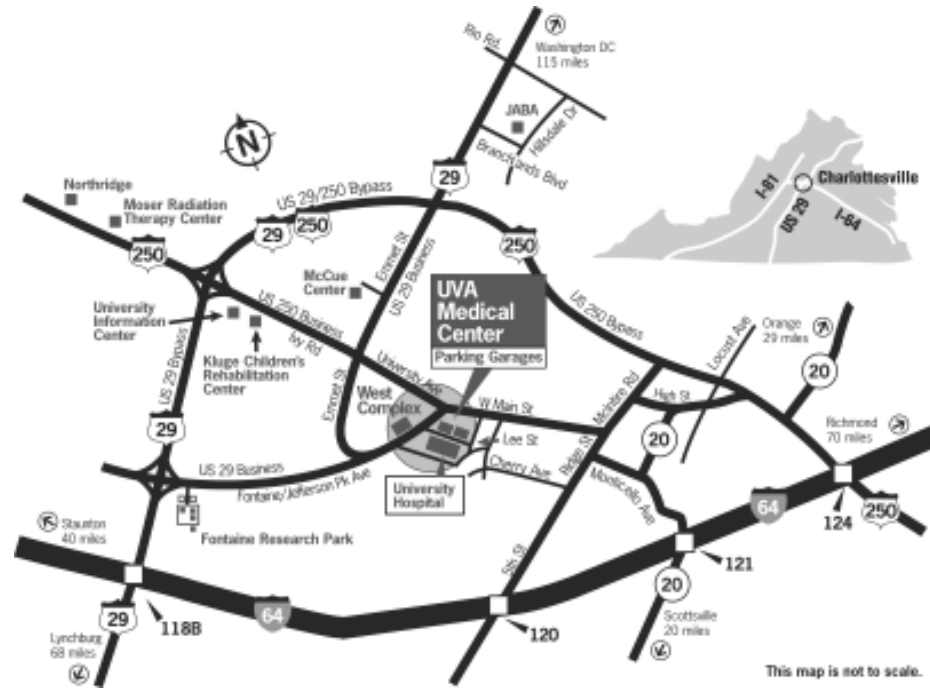 Rio Rd.
Washington DC
115 miles
JABA
Hillsdale Dr
Branchlands Blvd
N
29
Northridge
Moser Radiation
Therapy Center
250
29
250
US 29/250 Bypass
250
Charlottesville
I-81
US 29
I-64
Emmet St
US 29 Business
McCue
Center
UVA
Medical
Center
Parking Garages
US 250 Bypass
University
Information
Center
US 250 Business
Ivy Rd
Kluge Children's
Rehabilitation
Center
US 29 Bypass
Locust Ave
Orange
29 miles
20
University Ave
Emmet St
West
Complex
W Main St
McIntire Rd
High St
29
20
Richmond
70 miles
Lee St
Cherry Ave
Ridge St
Monticello Ave
US 29 Business
Fontaine/Jefferson Pk Ave
University
Hospital
64
124
250
Staunton
40 miles
Fontaine Research Park
5th St
121
20
29
118B
64
120
Scottsville
20 miles
Lynchburg
68 miles
This map is not to scale.